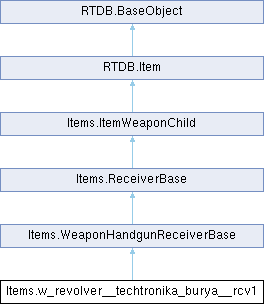 RTDB.BaseObject
RTDB.Item
Items.ItemWeaponChild
Items.ReceiverBase
Items.WeaponHandgunReceiverBase
Items.w_revolver__techtronika_burya__rcv1